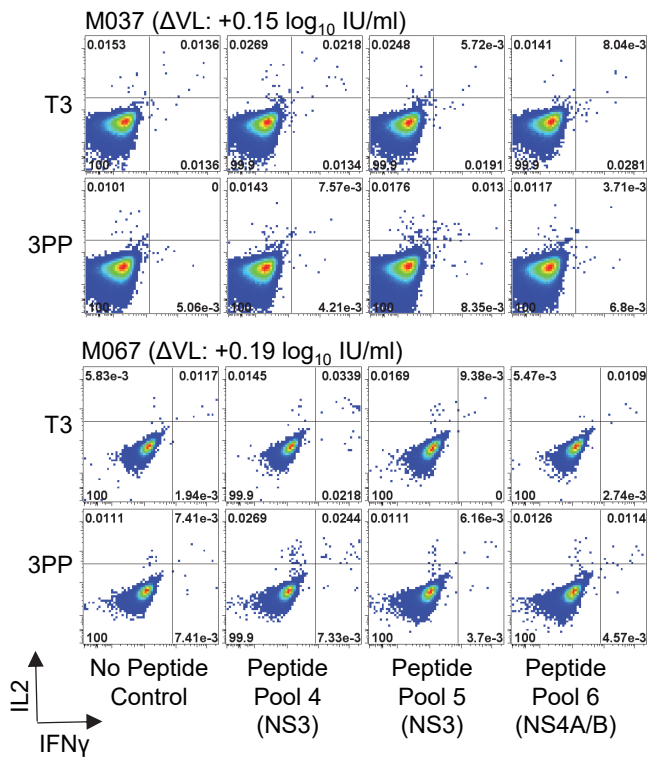 M037 (ΔVL: +0.15 log10 IU/ml)
0.0153 0.0136 0.0269 0.0218 0.0248 5.72e-3 0.0141 8.04e-3
T3
100 0.0136 99.9 0.0134 99.9 0.0191 99.9 0.0281
0.0101 0 0.0143 7.57e-3 0.0176 0.013 0.0117 3.71e-3
3PP
100 5.06e-3 100 4.21e-3 100 8.35e-3 100 6.8e-3
M067 (ΔVL: +0.19 log10 IU/ml)
5.83e-3 0.0117 0.0145 0.0339 0.0169 9.38e-3 5.47e-3 0.0109
T3
100 1.94e-3 99.9 0.0218 100 0 100 2.74e-3
0.0111 7.41e-3 0.0269 0.0244 0.0111 6.16e-3 0.0126 0.0114
3PP
100 7.41e-3 99.9 7.33e-3 100 3.7e-3 100 4.57e-3
No Peptide Peptide Peptide Peptide
Control Pool 4 Pool 5 Pool 6
(NS3) (NS3) (NS4A/B)
IL2
IFNγ